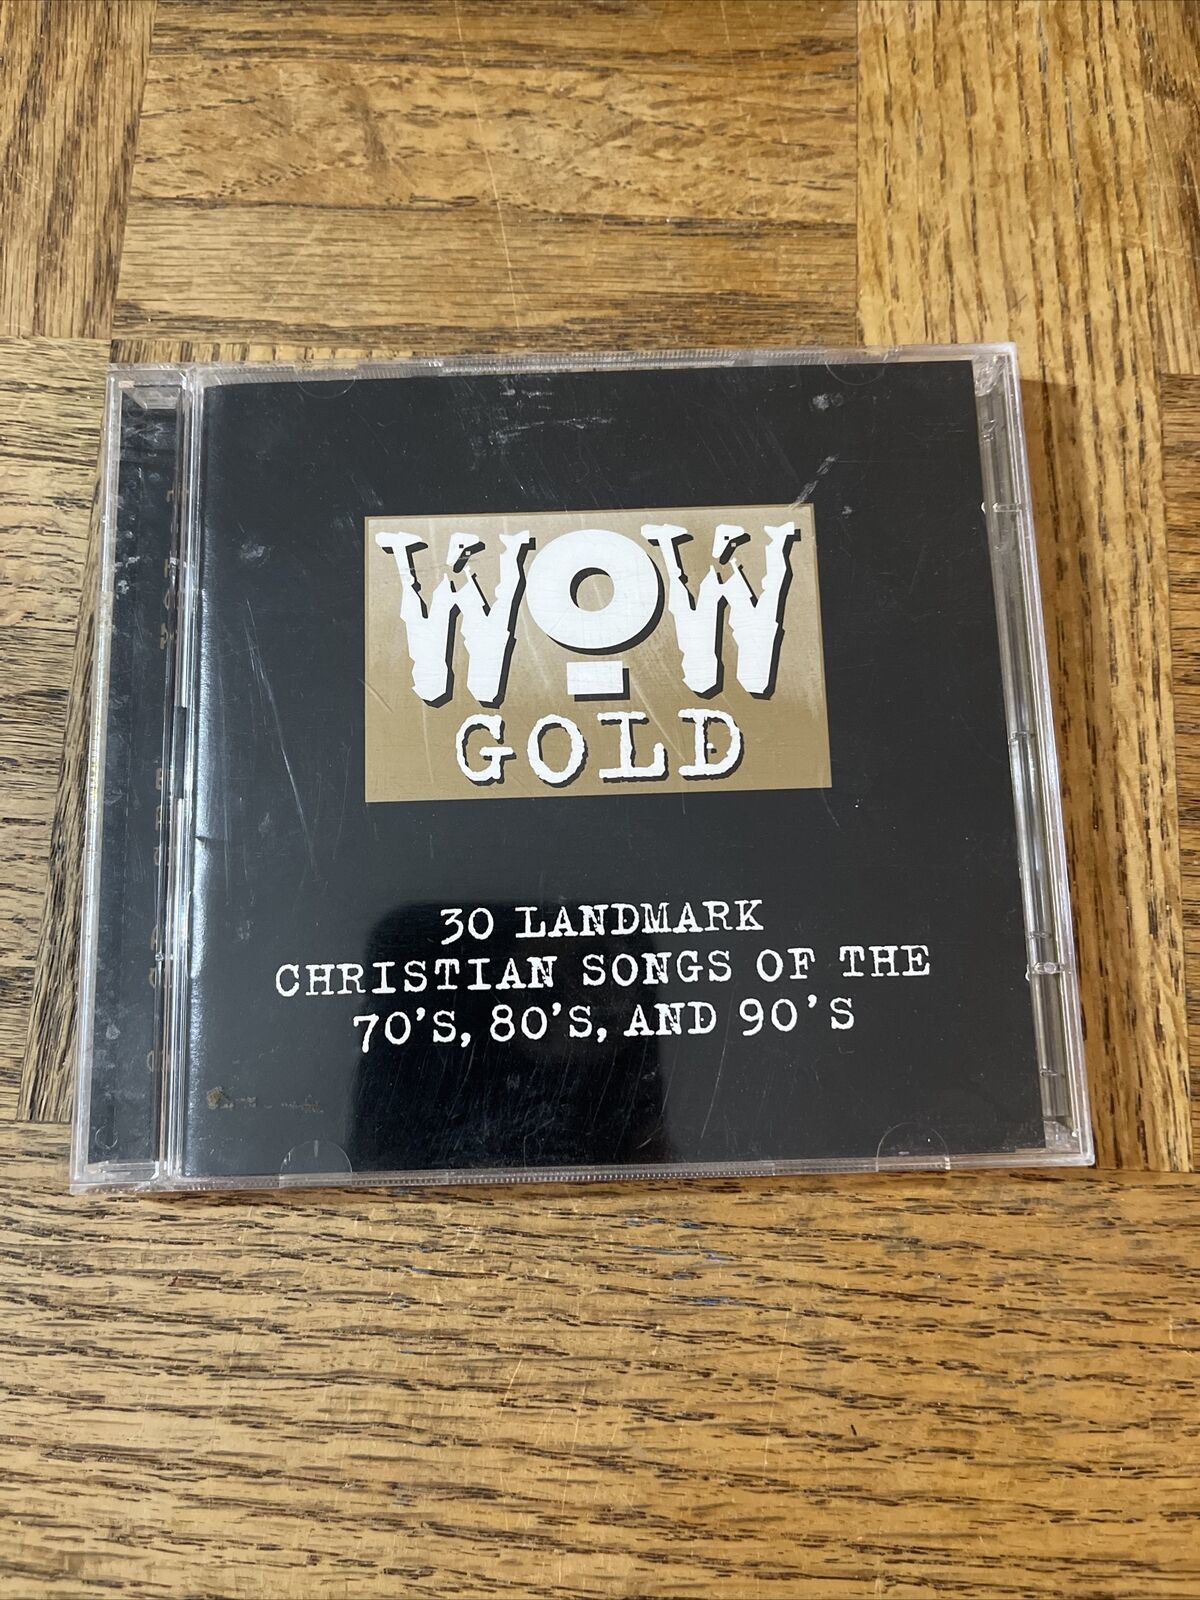 WOW
GOLD
30 LANDMARK
CHRISTIAN SONGS OF THE
70'S, 80'S, AND 90'S